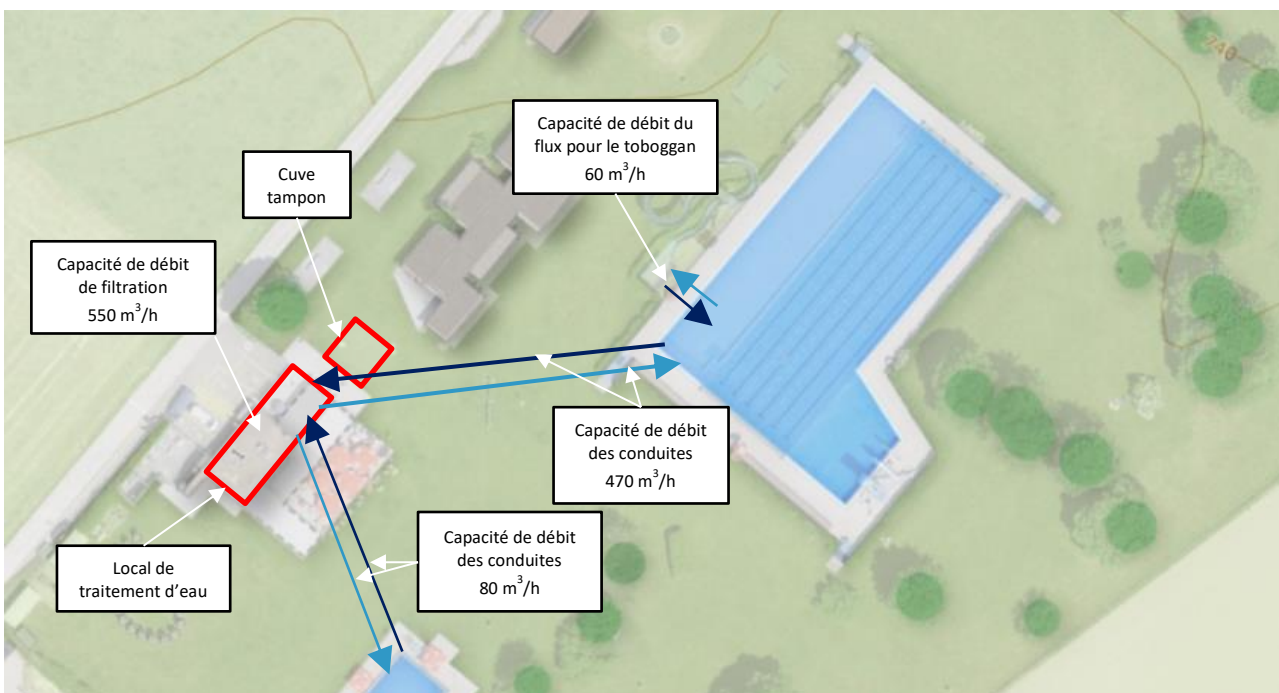 Capacité de débit du
flux pour le toboggan
60 m³/h
740
Cuve
tampon
Capacité de débit
de filtration
550 m³/h
Capacité de débit
des conduites
470 m³/h
Capacité de débit
des conduites
80 m³/h
Local de
traitement d’eau